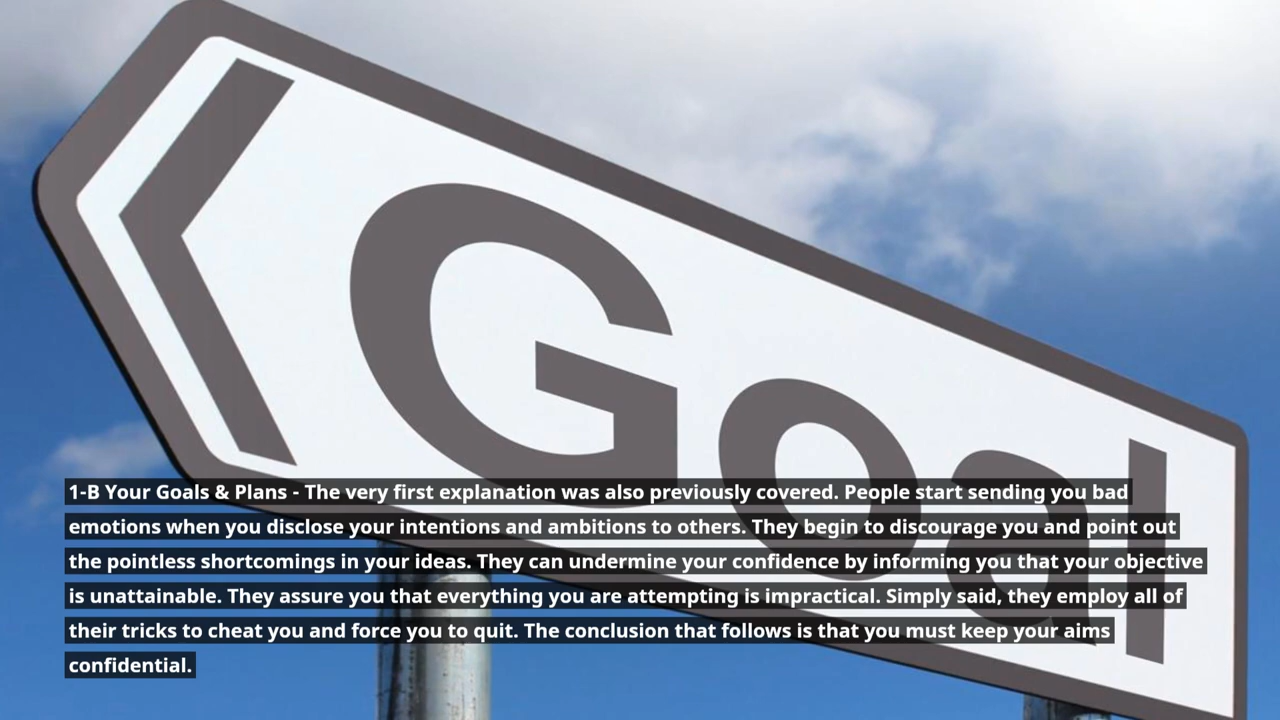 Goal
1-B Your Goals & Plans - The very first explanation was also previously covered. People start sending you bad
emotions when you disclose your intentions and ambitions to others. They begin to discourage you and point out
the pointless shortcomings in your ideas. They can undermine your confidence by informing you that your objective
is unattainable. They assure you that everything you are attempting is impractical. Simply said, they employ all of
their tricks to cheat you and force you to quit. The conclusion that follows is that you must keep your aims
confidential.